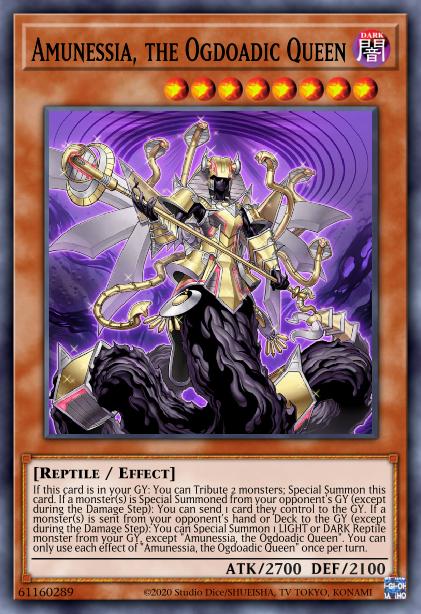 AMUNESSIA, THE OGDOADIC QUEEN
DARK
闇
[REPTILE / EFFECT]
If this card is in your GY: You can Tribute 2 monsters; Special Summon this
card. If a monster(s) is Special Summoned from your opponent's GY (except
during the Damage Step): You can send 1 card they control to the GY. If a
monster(s) is sent from your opponent's hand or Deck to the GY (except
during the Damage Step): You can Special Summon 1 LIGHT or DARK Reptile
monster from your GY, except "Amunessia, the Ogdoadic Queen". You can
only use each effect of "Amunessia, the Ogdoadic Queen" once per turn.
ATK/2700 DEF/2100
61160289
©2020 Studio Dice/SHUEISHA, TV TOKYO, KONAMI